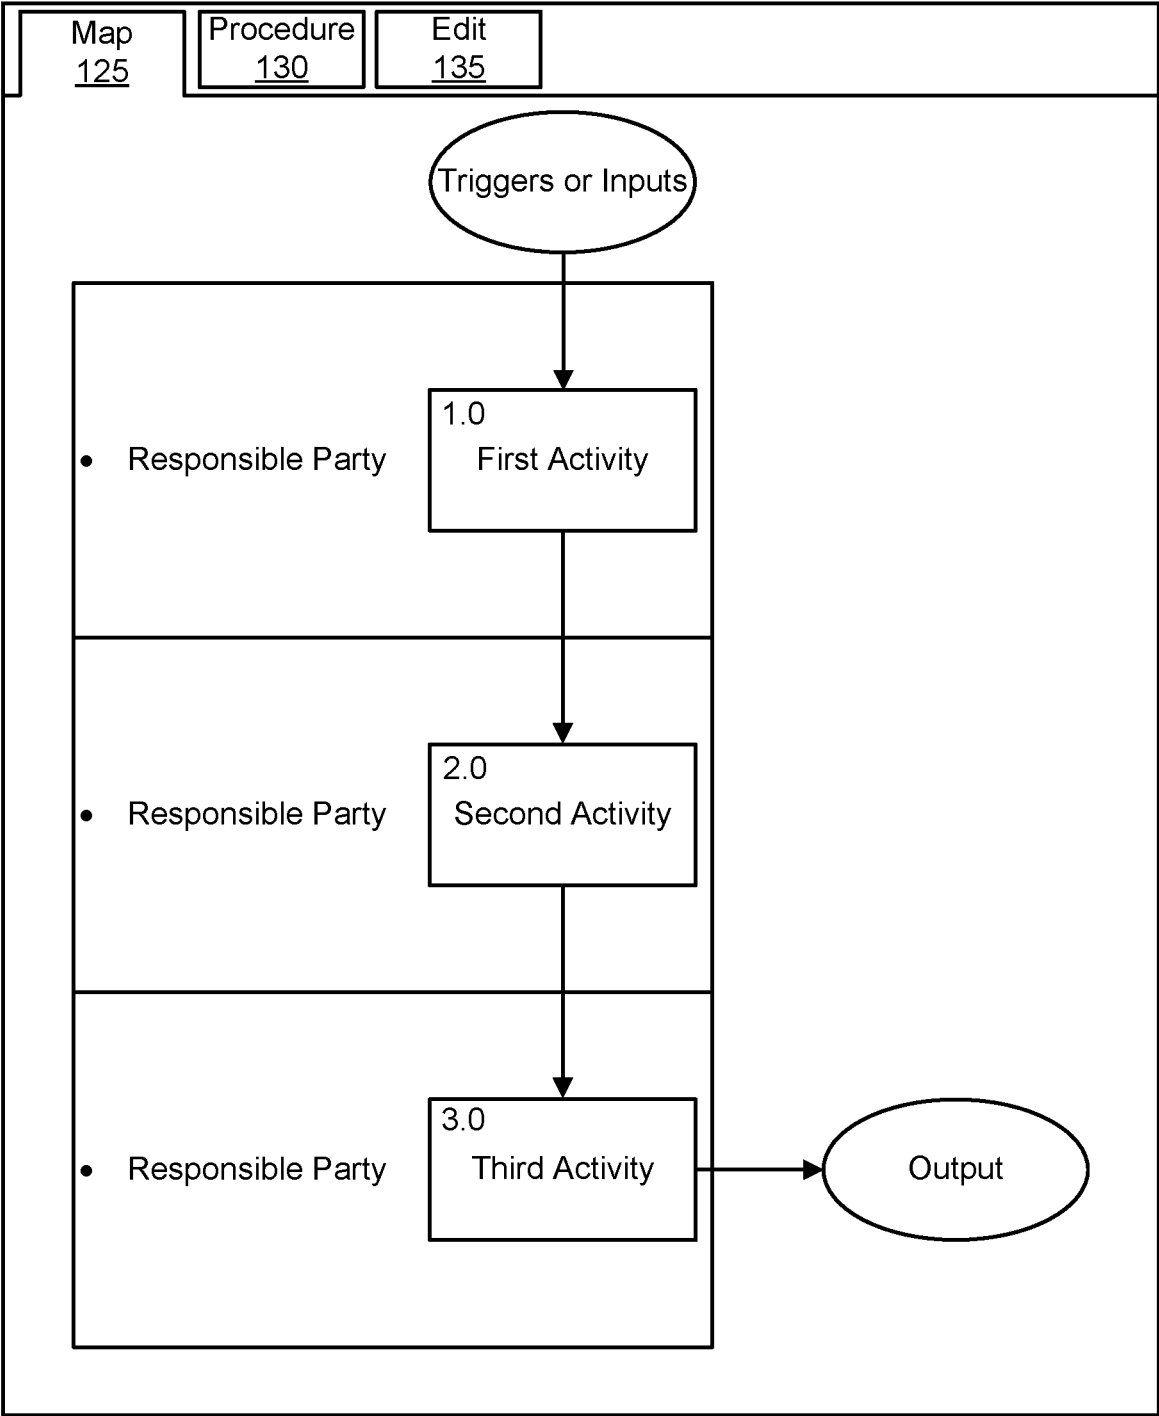 Map
125
Procedure
130
Edit
135
Triggers or Inputs
1.0
• Responsible Party
First Activity
2.0
• Responsible Party
Second Activity
3.0
• Responsible Party
Third Activity
Output